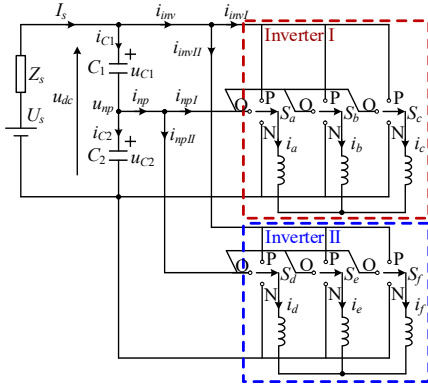 I_s i_inv i_invI
i_invII Inverter I
i_C1 + P P P
Z_s C_1 u_C1
u_dc u_np i_np i_npI O S_a O S_b O S_c
U_s i_C2 + i_npII N i_a N i_b N i_c
C_2 u_C2
Inverter II
P P P
O S_d O S_e O S_f
N i_d N i_e N i_f